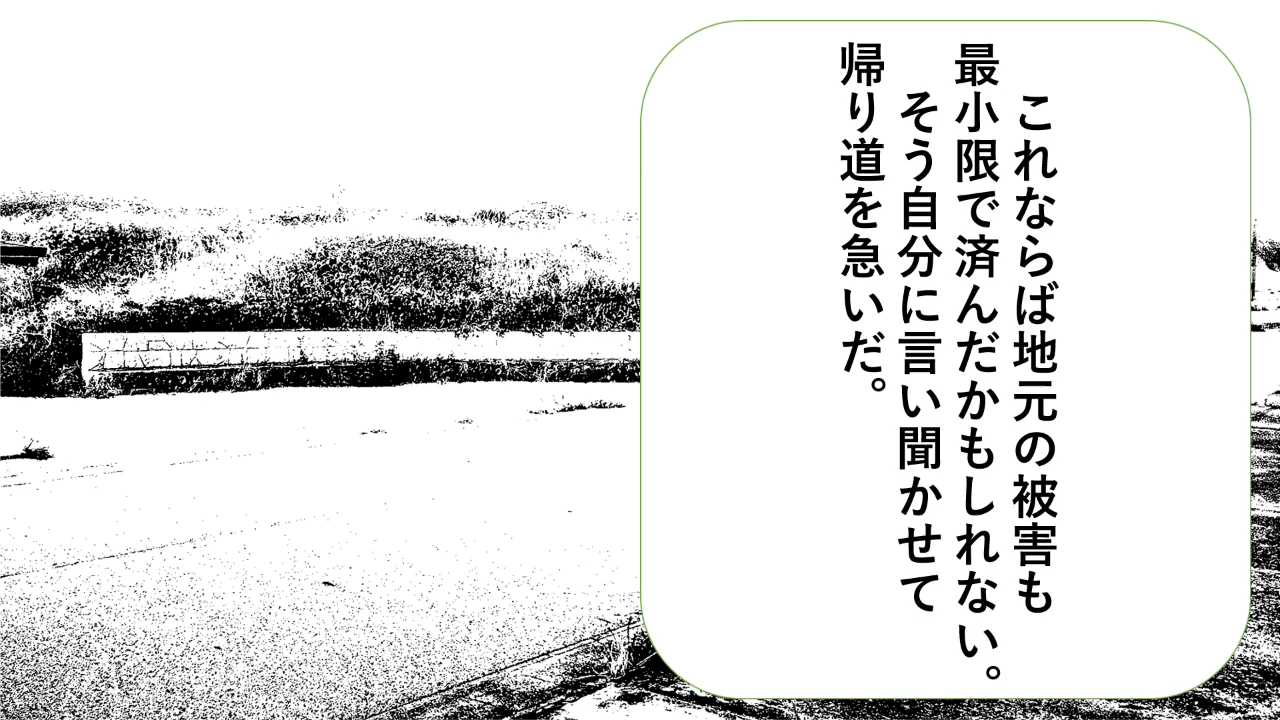 これならば地元の被害も
最小限で済んだかもしれない。
そう自分に言い聞かせて
帰り道を急いだ。